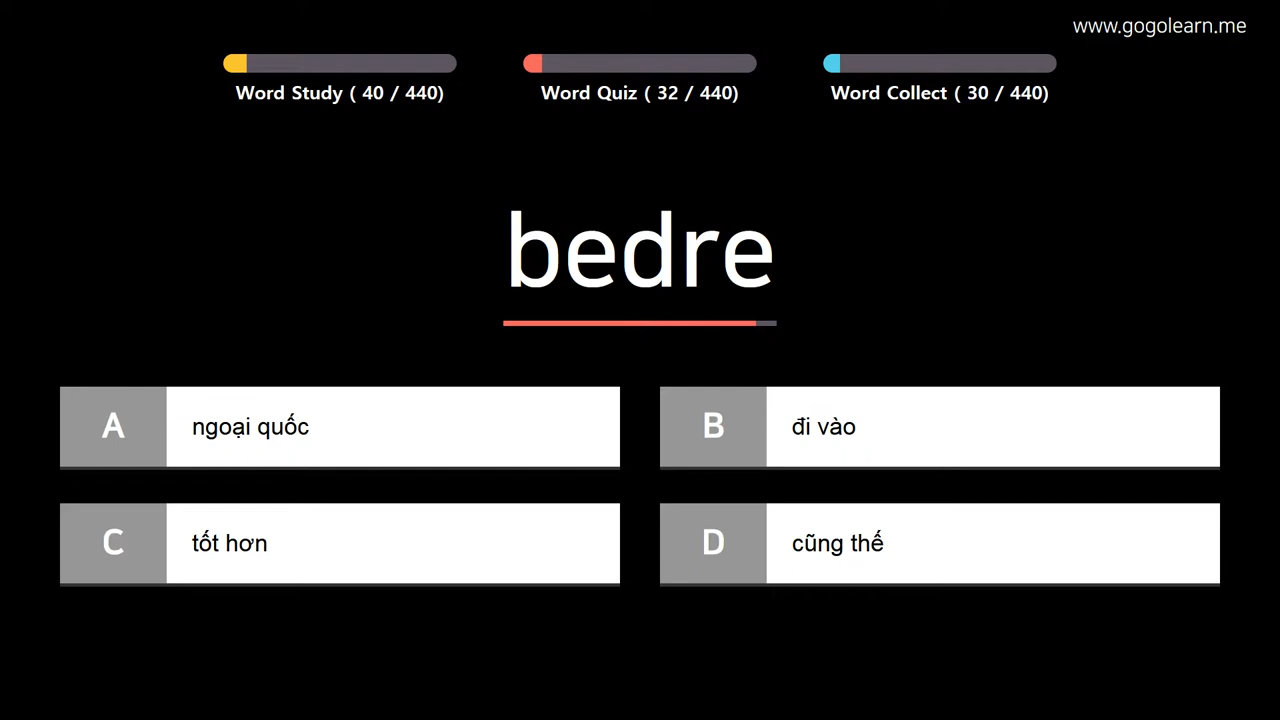 www.gogolearn.me
Word Study ( 40 / 440)
Word Quiz ( 32 / 440)
Word Collect ( 30 / 440)
bedre
A ngoại quốc
B đi vào
C tốt hơn
D cũng thế